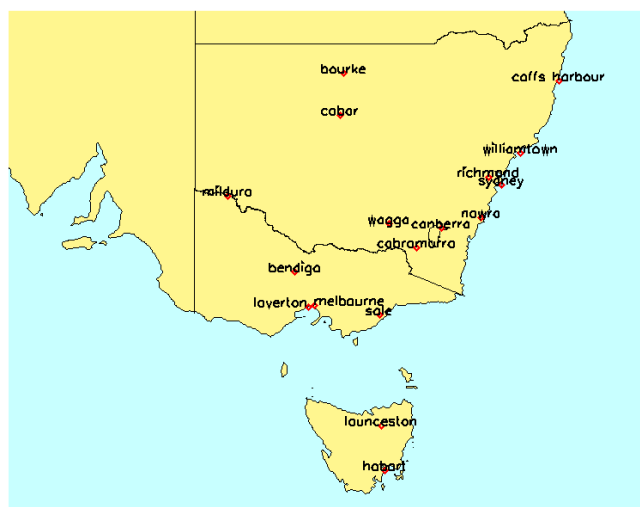 bourke
coffs harbour
cobar
williamtown
richmond
sydney
mildura
wagga
nowra
canberra
cabramurra
bendigo
laverton
melbourne
sale
launceston
hobart